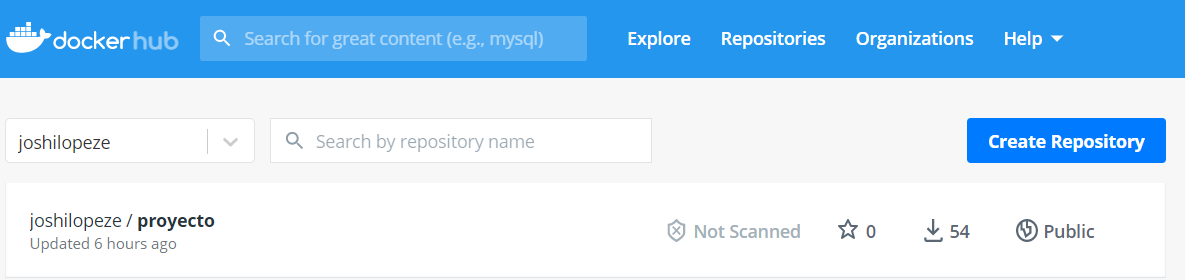 dockerhub Search for great content (e.g., mysql) Explore Repositories Organizations Help
joshilopeze Search by repository name Create Repository
joshilopeze / proyecto Not Scanned 0 54 Public
Updated 6 hours ago